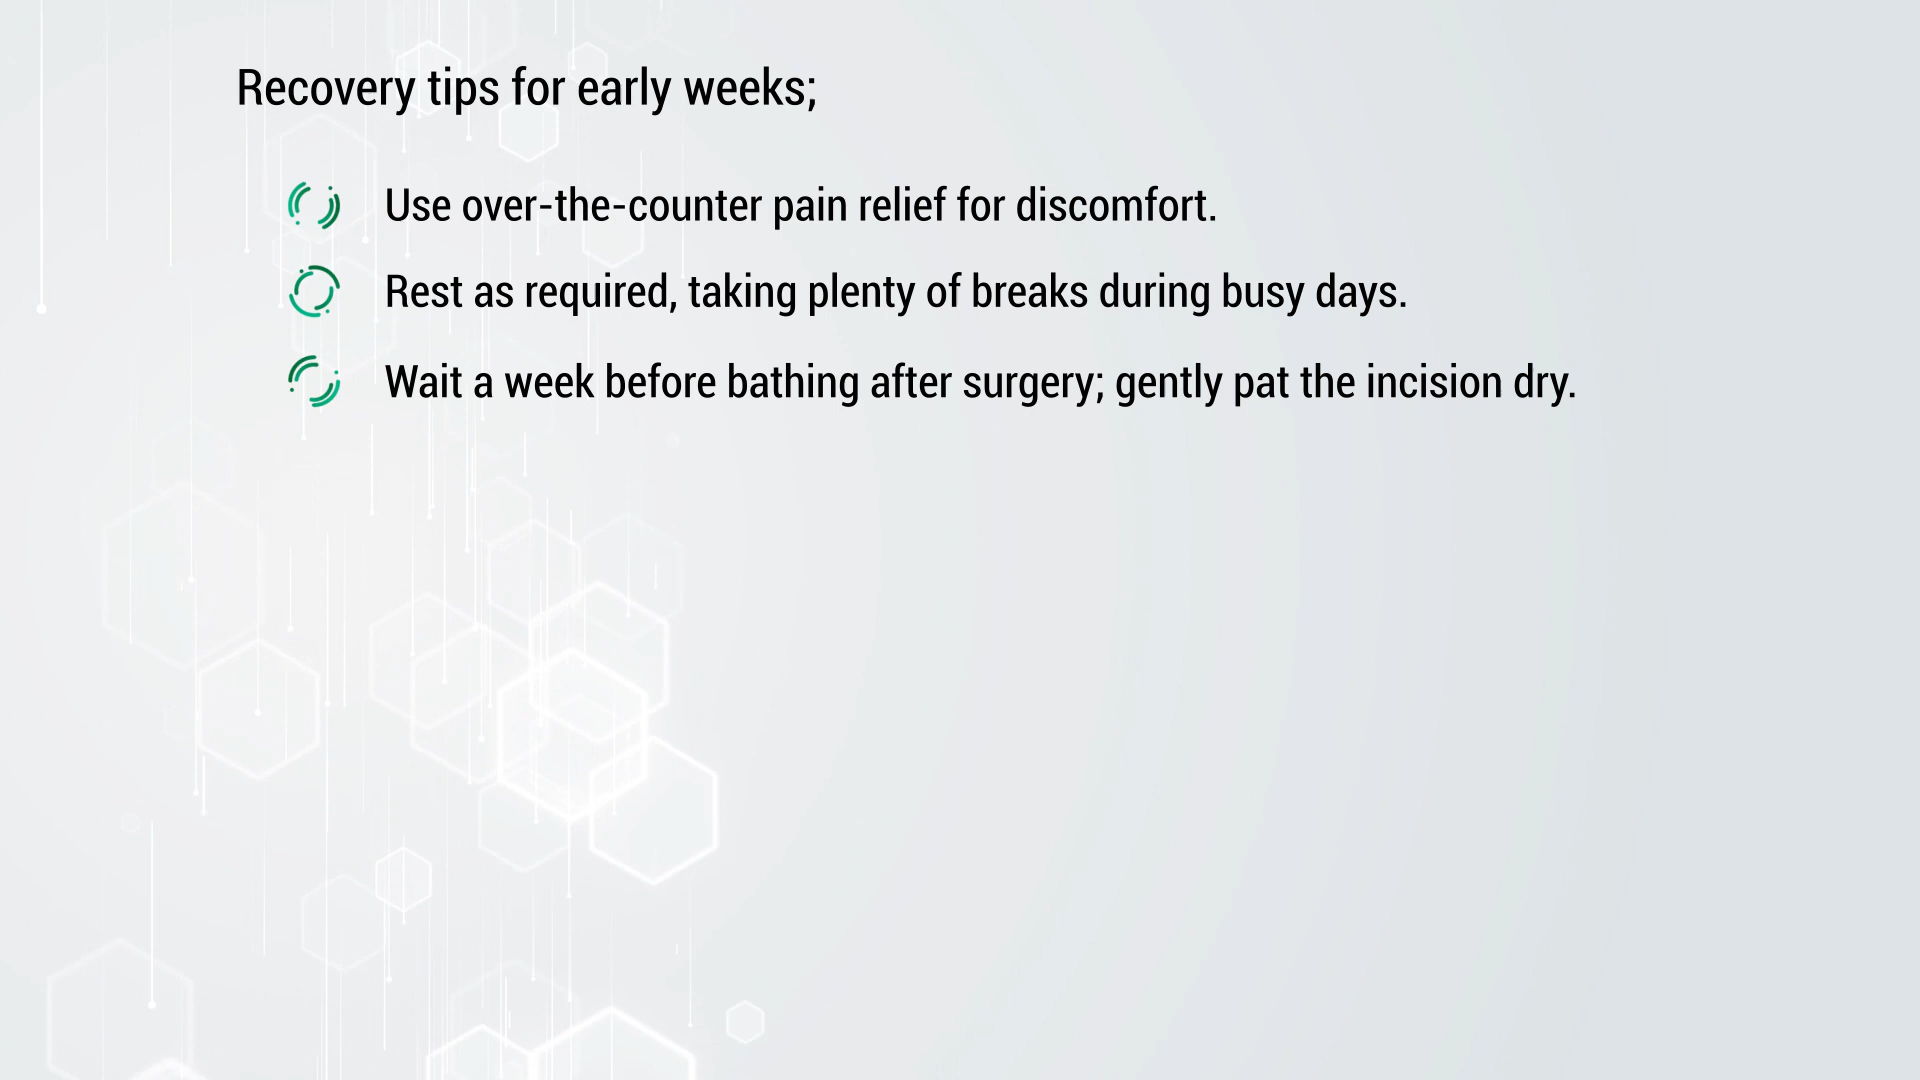 Recovery tips for early weeks;
Use over-the-counter pain relief for discomfort.
Rest as required, taking plenty of breaks during busy days.
Wait a week before bathing after surgery; gently pat the incision dry.